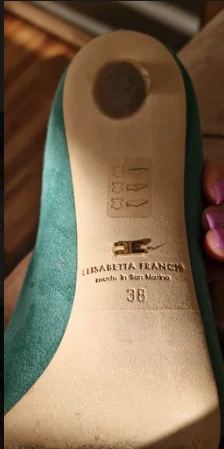 ELISABETTA FRANCHI
made in San Marino
38